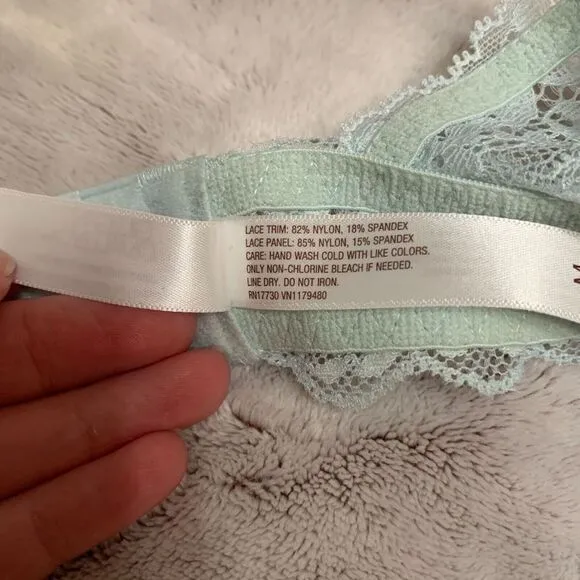 LACE TRIM: 82% NYLON, 18% SPANDEX
LACE PANEL: 85% NYLON, 15% SPANDEX
CARE: HAND WASH COLD WITH LIKE COLORS.
ONLY NON-CHLORINE BLEACH IF NEEDED.
LINE DRY. DO NOT IRON.
RN17730 VN1179480